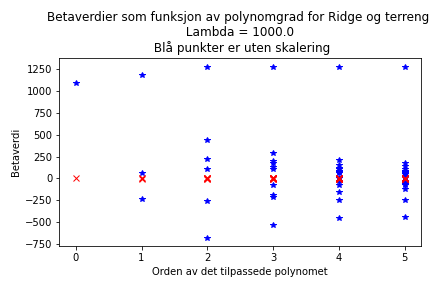 Betaverdier som funksjon av polynomgrad for Ridge og terreng
Lambda = 1000.0
Blå punkter er uten skalering
1250
1000
750
500
250
0
−250
−500
−750
Betaverdi
0 1 2 3 4 5
Orden av det tilpassede polynomet